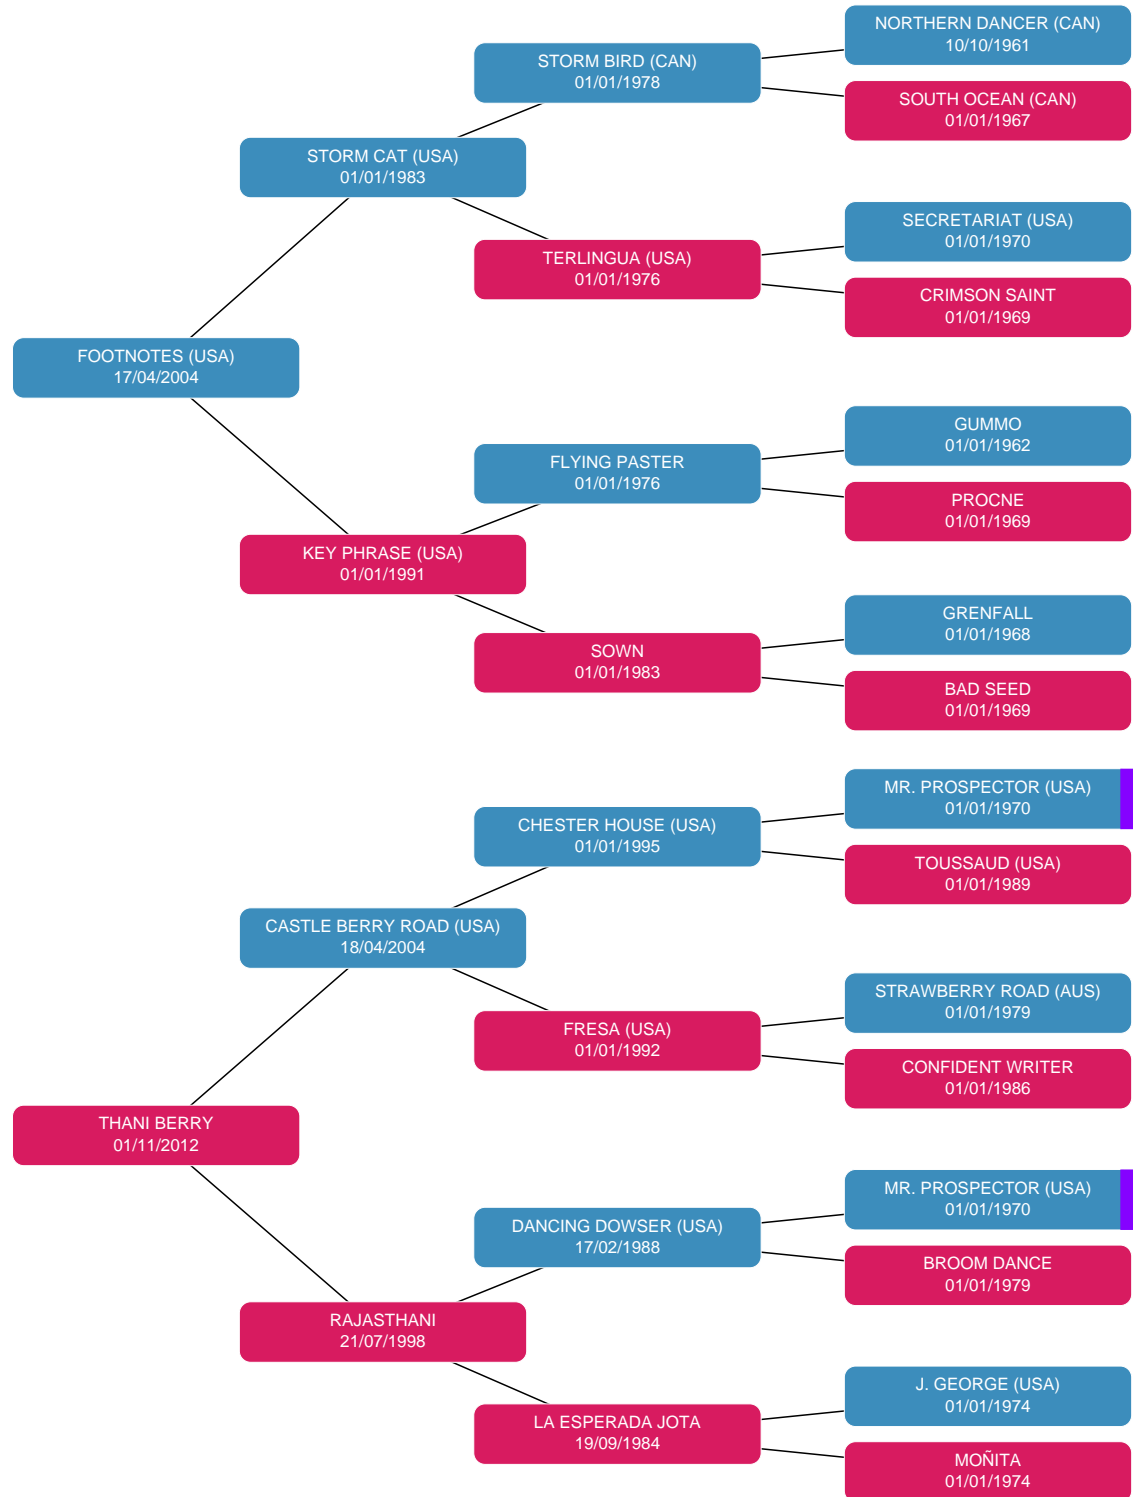 NORTHERN DANCER (CAN)
10/10/1961
STORM BIRD (CAN)
01/01/1978
SOUTH OCEAN (CAN)
01/01/1967
STORM CAT (USA)
01/01/1983
SECRETARIAT (USA)
01/01/1970
TERLINGUA (USA)
01/01/1976
CRIMSON SAINT
01/01/1969
FOOTNOTES (USA)
17/04/2004
GUMMO
01/01/1962
FLYING PASTER
01/01/1976
PROCNE
01/01/1969
KEY PHRASE (USA)
01/01/1991
GRENFALL
01/01/1968
SOWN
01/01/1983
BAD SEED
01/01/1969
MR. PROSPECTOR (USA)
01/01/1970
CHESTER HOUSE (USA)
01/01/1995
TOUSSAUD (USA)
01/01/1989
CASTLE BERRY ROAD (USA)
18/04/2004
STRAWBERRY ROAD (AUS)
01/01/1979
FRESA (USA)
01/01/1992
CONFIDENT WRITER
01/01/1986
THANI BERRY
01/11/2012
MR. PROSPECTOR (USA)
01/01/1970
DANCING DOWSER (USA)
17/02/1988
BROOM DANCE
01/01/1979
RAJASTHANI
21/07/1998
J. GEORGE (USA)
01/01/1974
LA ESPERADA JOTA
19/09/1984
MOÑITA
01/01/1974